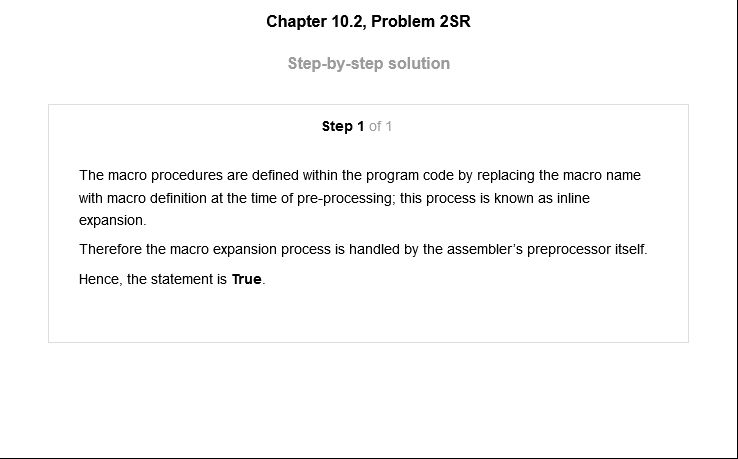 Chapter 10.2, Problem 2SR
Step-by-step solution
Step 1 of 1
The macro procedures are defined within the program code by replacing the macro name
with macro definition at the time of pre-processing; this process is known as inline
expansion.
Therefore the macro expansion process is handled by the assembler’s preprocessor itself.
Hence, the statement is True.